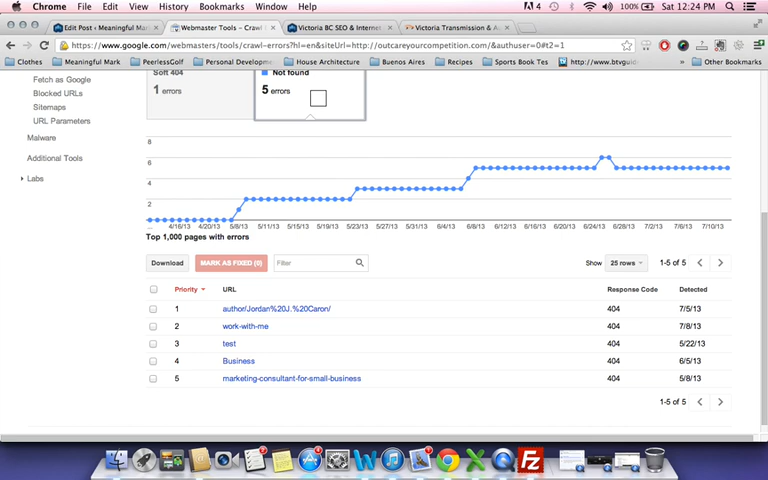 Chrome File Edit View History Bookmarks Window Help 4 100% Sat 12:24 PM
Edit Post ‹ Meaningful Mark Webmaster Tools - Crawl Victoria BC SEO & Internet Victoria Transmission & A
https://www.google.com/webmasters/tools/crawl-errors?hl=en&siteUrl=http://outcareyourcompetition.com/&authuser=0#t2=1
Clothes Meaningful Mark PeerlessGolf Personal Developme House Architecture Buenos Aires Recipes Sports Book Tes http://www.btvguid » Other Bookmarks
Fetch as Google
Blocked URLs
Sitemaps
URL Parameters
Malware
Additional Tools
Labs
Soft 404
1 errors
Not found
5 errors
8
6
4
2
... 4/16/13 4/20/13 5/8/13 5/11/13 5/15/13 5/19/13 5/23/13 5/27/13 5/31/13 6/4/13 6/8/13 6/12/13 6/16/13 6/20/13 6/24/13 6/28/13 7/2/13 7/6/13 7/10/13
Top 1,000 pages with errors
Download MARK AS FIXED (0) Filter Show 25 rows 1-5 of 5
Priority URL Response Code Detected
1 author/Jordan%20J.%20Caron/ 404 7/5/13
2 work-with-me 404 7/8/13
3 test 404 5/22/13
4 Business 404 6/5/13
5 marketing-consultant-for-small-business 404 5/8/13
1-5 of 5